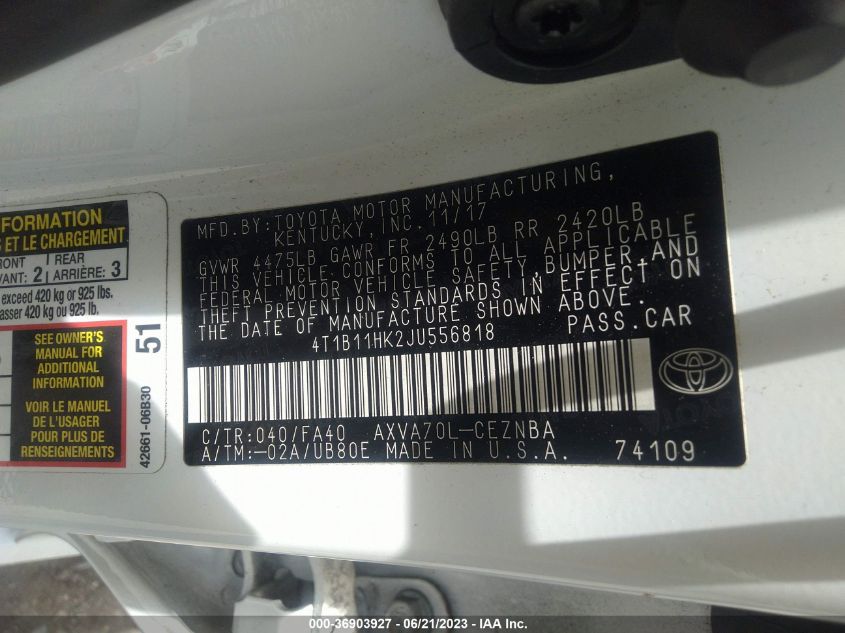 MFD.BY:TOYOTA MOTOR MANUFACTURING,
KENTUCKY,INC.11/17
GVWR 4475LB GAWR FR 2490LB RR 2420LB
THIS VEHICLE CONFORMS TO ALL APPLICABLE
FEDERAL MOTOR VEHICLE SAFETY,BUMPER,AND
THEFT PREVENTION STANDARDS IN EFFECT ON
THE DATE OF MANUFACTURE SHOWN ABOVE.
4T1B11HK2JU556818 PASS.CAR
C/TR:040/FA40 AXVA70L-CEZNBA
A/TM:-02A/UB80E MADE IN U.S.A. 74109
FORMATION
ET LE CHARGEMENT
FRONT REAR
VANT: 2 ARRIÈRE: 3
exceed 420 kg or 925 lbs.
asser 420 kg ou 925 lb.
SEE OWNER'S
MANUAL FOR
ADDITIONAL
INFORMATION
VOIR LE MANUEL
DE L'USAGER
POUR PLUS DE
RENSEIGNEMENTS
51
42661-06B30
000-36903927 - 06/21/2023 - IAA, Inc.